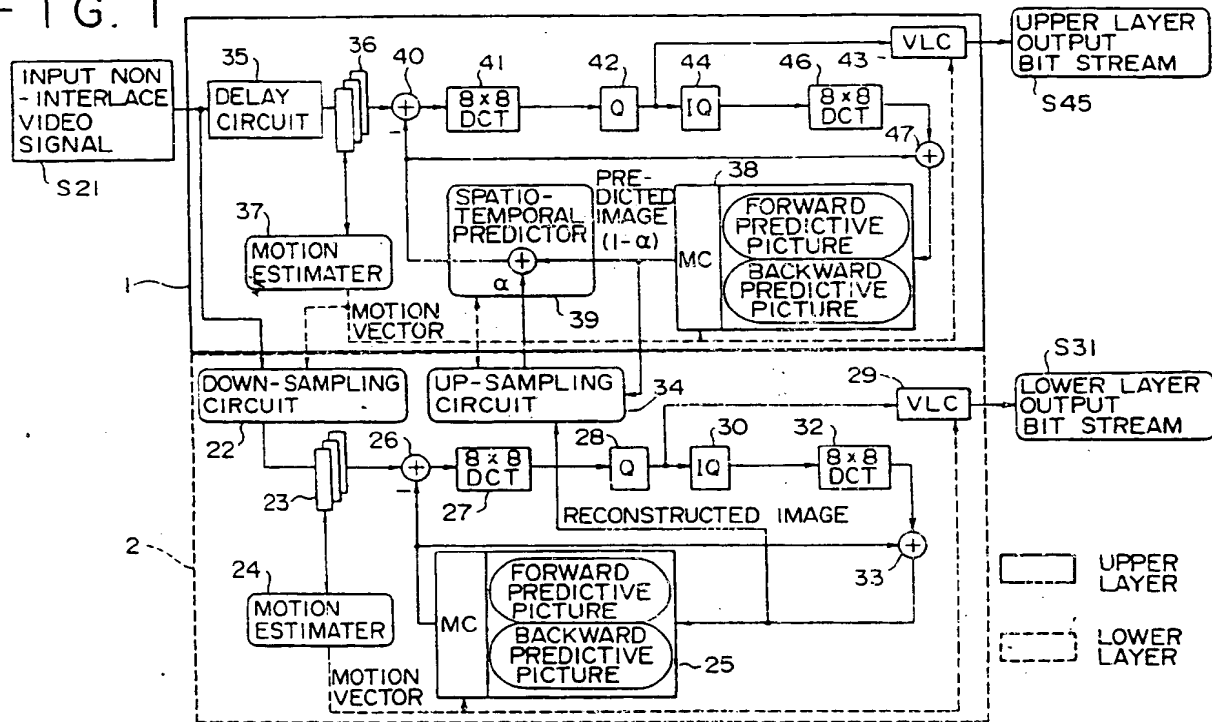 - I G. 1
INPUT NON
-INTERLACE
VIDEO
SIGNAL
S21
35
DELAY
CIRCUIT
36
40
41
8 x 8
DCT
42
Q
44
IQ
46
8 x 8
DCT
43
VLC
UPPER LAYER
OUTPUT
BIT STREAM
S45
-
47
37
MOTION
ESTIMATER
SPATIO-
TEMPORAL
PREDICTOR
α
39
PRE-
DICTED
IMAGE
(1-α)
38
MC
FORWARD
PREDICTIVE
PICTURE
BACKWARD
PREDICTIVE
PICTURE
1
MOTION
VECTOR
DOWN-SAMPLING
CIRCUIT
22
UP-SAMPLING
CIRCUIT
34
29
VLC
S31
LOWER LAYER
OUTPUT
BIT STREAM
23
26
-
8 x 8
DCT
27
28
Q
30
IQ
32
8 x 8
DCT
RECONSTRUCTED IMAGE
33
2
24
MOTION
ESTIMATER
MOTION
VECTOR
MC
FORWARD
PREDICTIVE
PICTURE
BACKWARD
PREDICTIVE
PICTURE
25
UPPER
LAYER
LOWER
LAYER